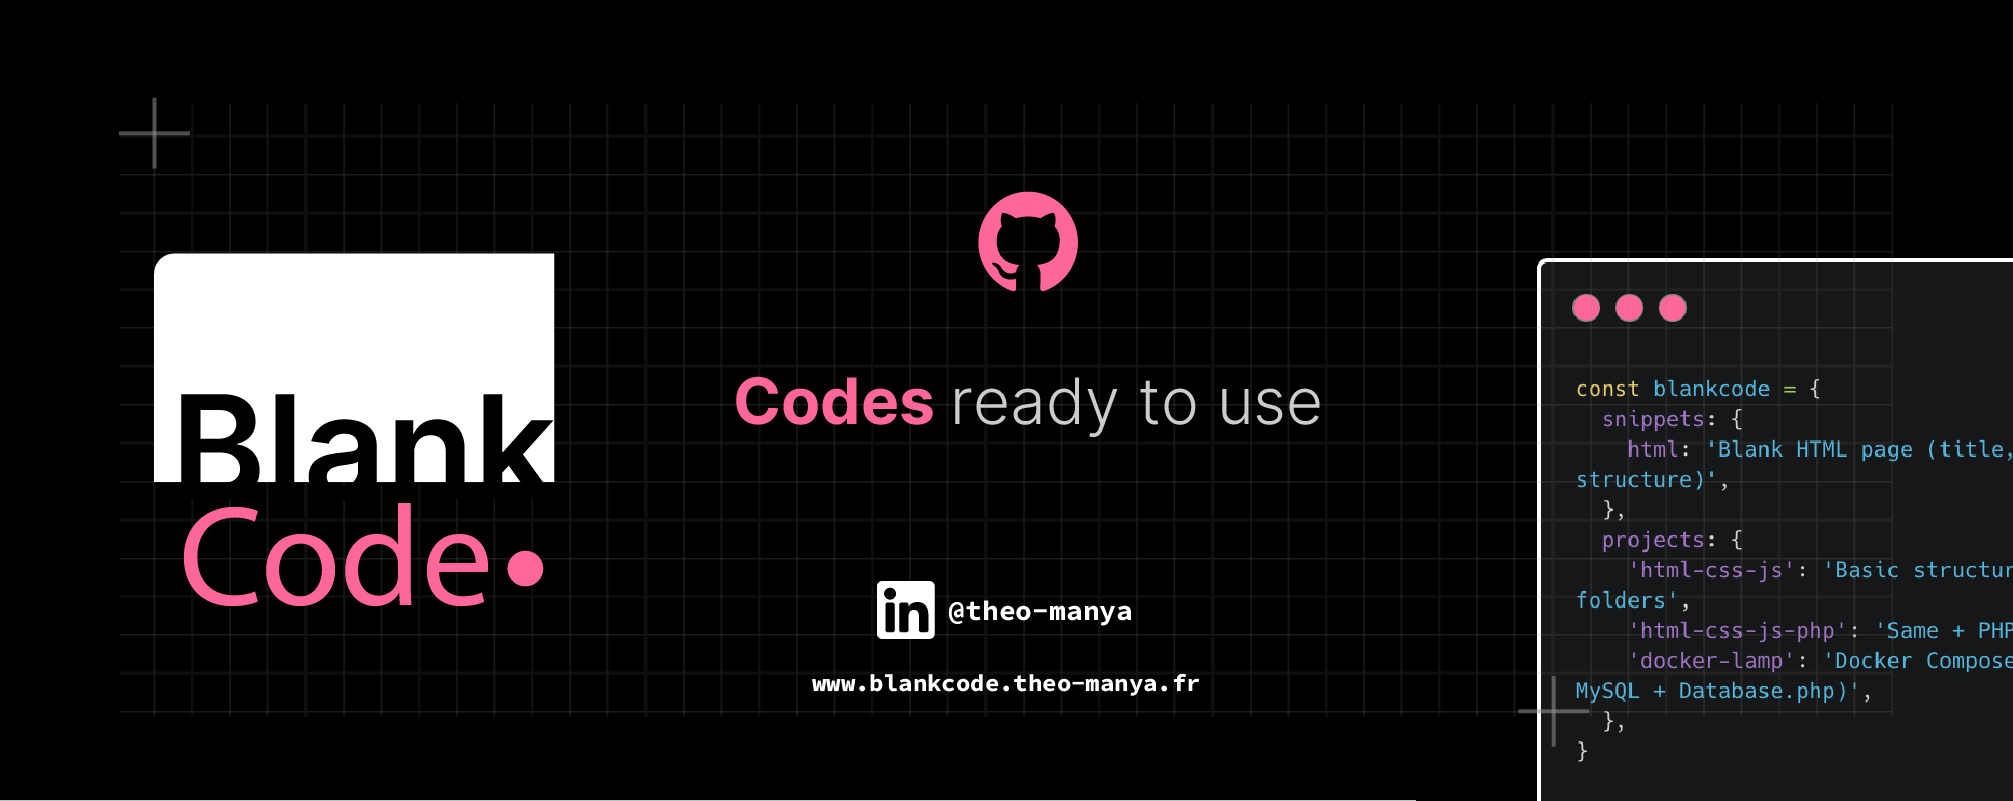 Blank
Code
Codes ready to use
in @theo-manya
www.blankcode.theo-manya.fr
const blankcode = {
snippets: {
html: 'Blank HTML page (title,
structure)',
},
projects: {
'html-css-js': 'Basic structur
folders',
'html-css-js-php': 'Same + PHP
'docker-lamp': 'Docker Compose
MySQL + Database.php)',
},
}